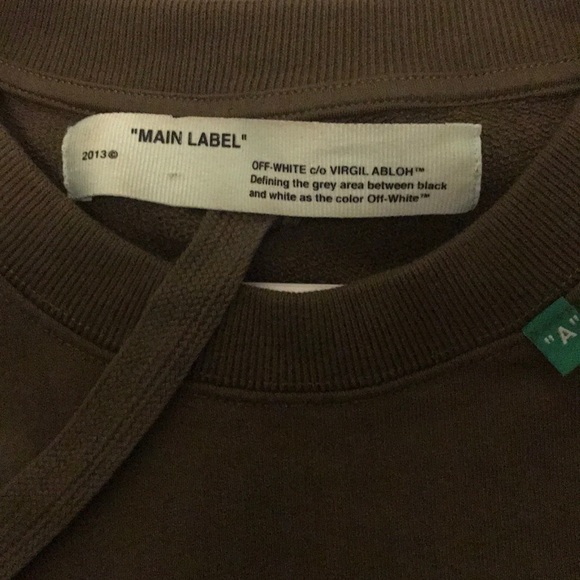 "MAIN LABEL"
2013©
OFF-WHITE c/o VIRGIL ABLOH™
Defining the grey area between black
and white as the color Off-White™
"A"